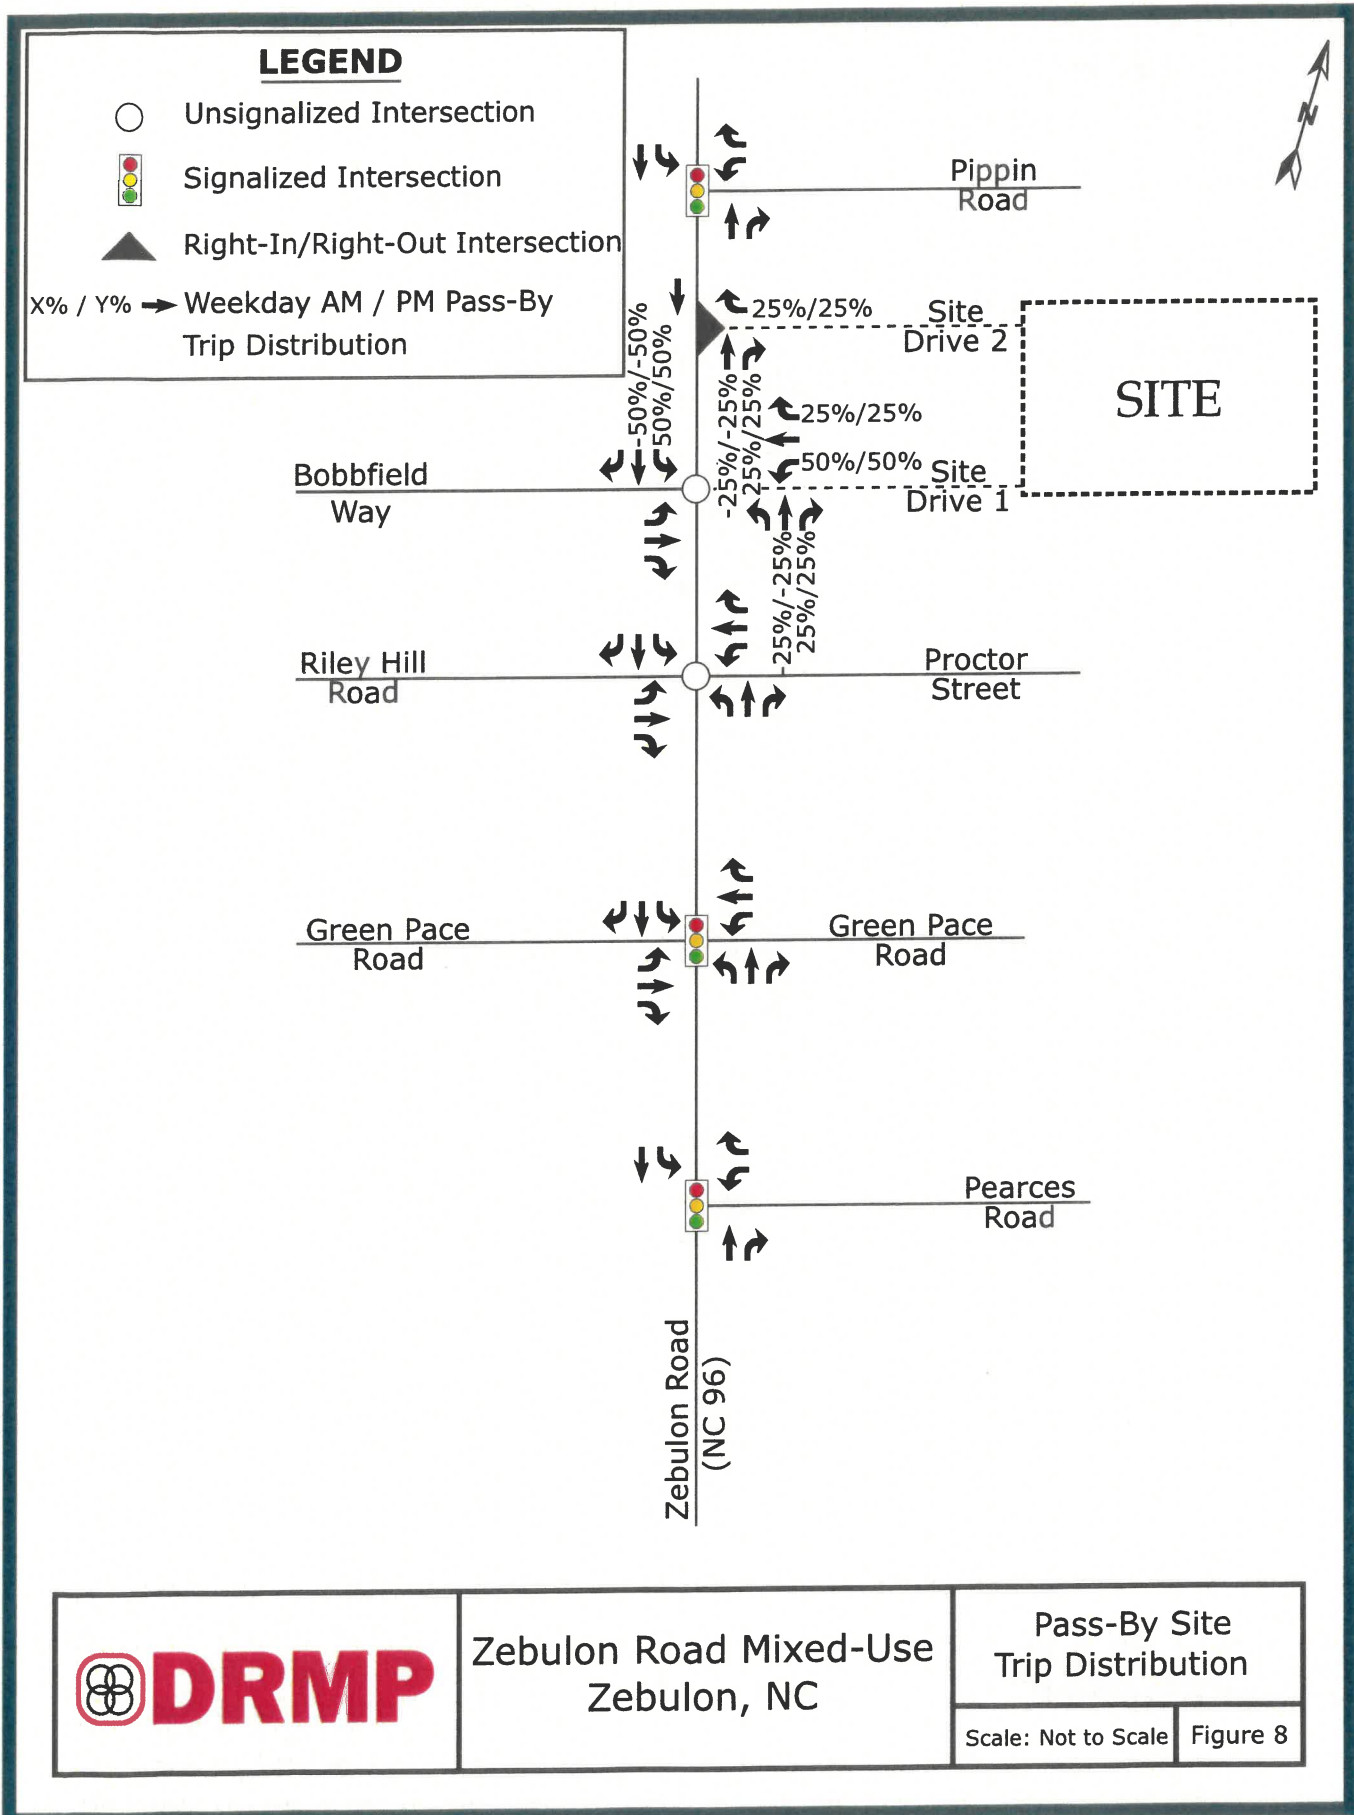 LEGEND
Unsignalized Intersection
Signalized Intersection
Right-In/Right-Out Intersection
X% / Y% Weekday AM / PM Pass-By
Trip Distribution
N
Pippin
Road
25%/25%
Site
Drive 2
SITE
-50%/-50%
50%/50%
-25%/-25%
25%/25%
25%/25%
50%/50%
Site
Drive 1
Bobbfield
Way
-25%/-25%
25%/25%
Riley Hill
Road
Proctor
Street
Green Pace
Road
Green Pace
Road
Pearces
Road
Zebulon Road
(NC 96)
DRMP
Zebulon Road Mixed-Use
Zebulon, NC
Pass-By Site
Trip Distribution
Scale: Not to Scale
Figure 8